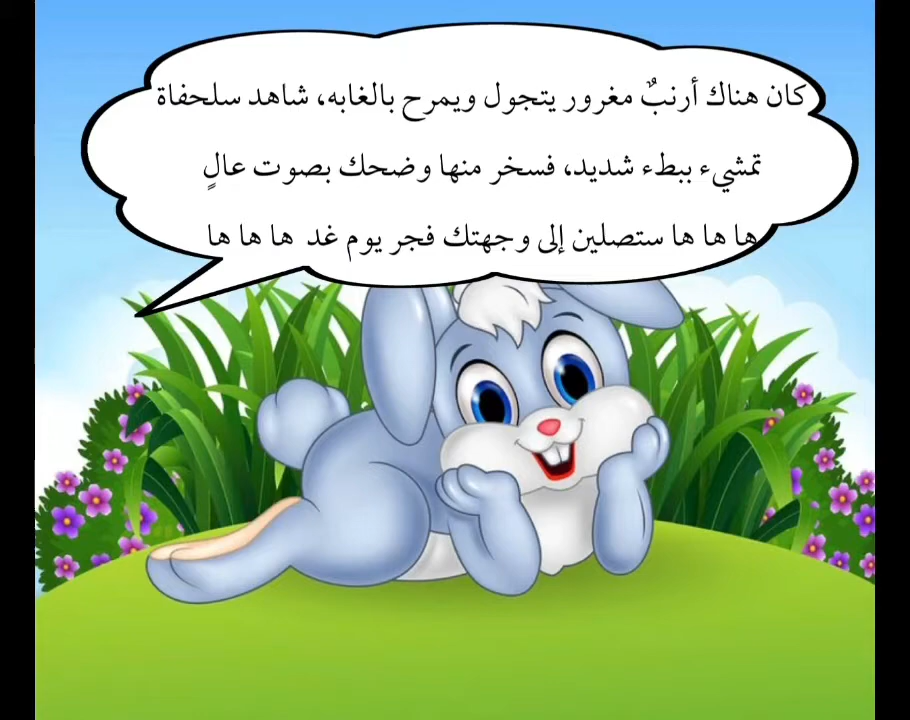 كان هناك أرنبٌ مغرور يتجول ويمرح بالغابه، شاهد سلحفاة
تمشيء ببطء شديد، فسخر منها وضحك بصوت عالٍ
ها ها ها ستصلين إلى وجهتك فجر يوم غد ها ها ها